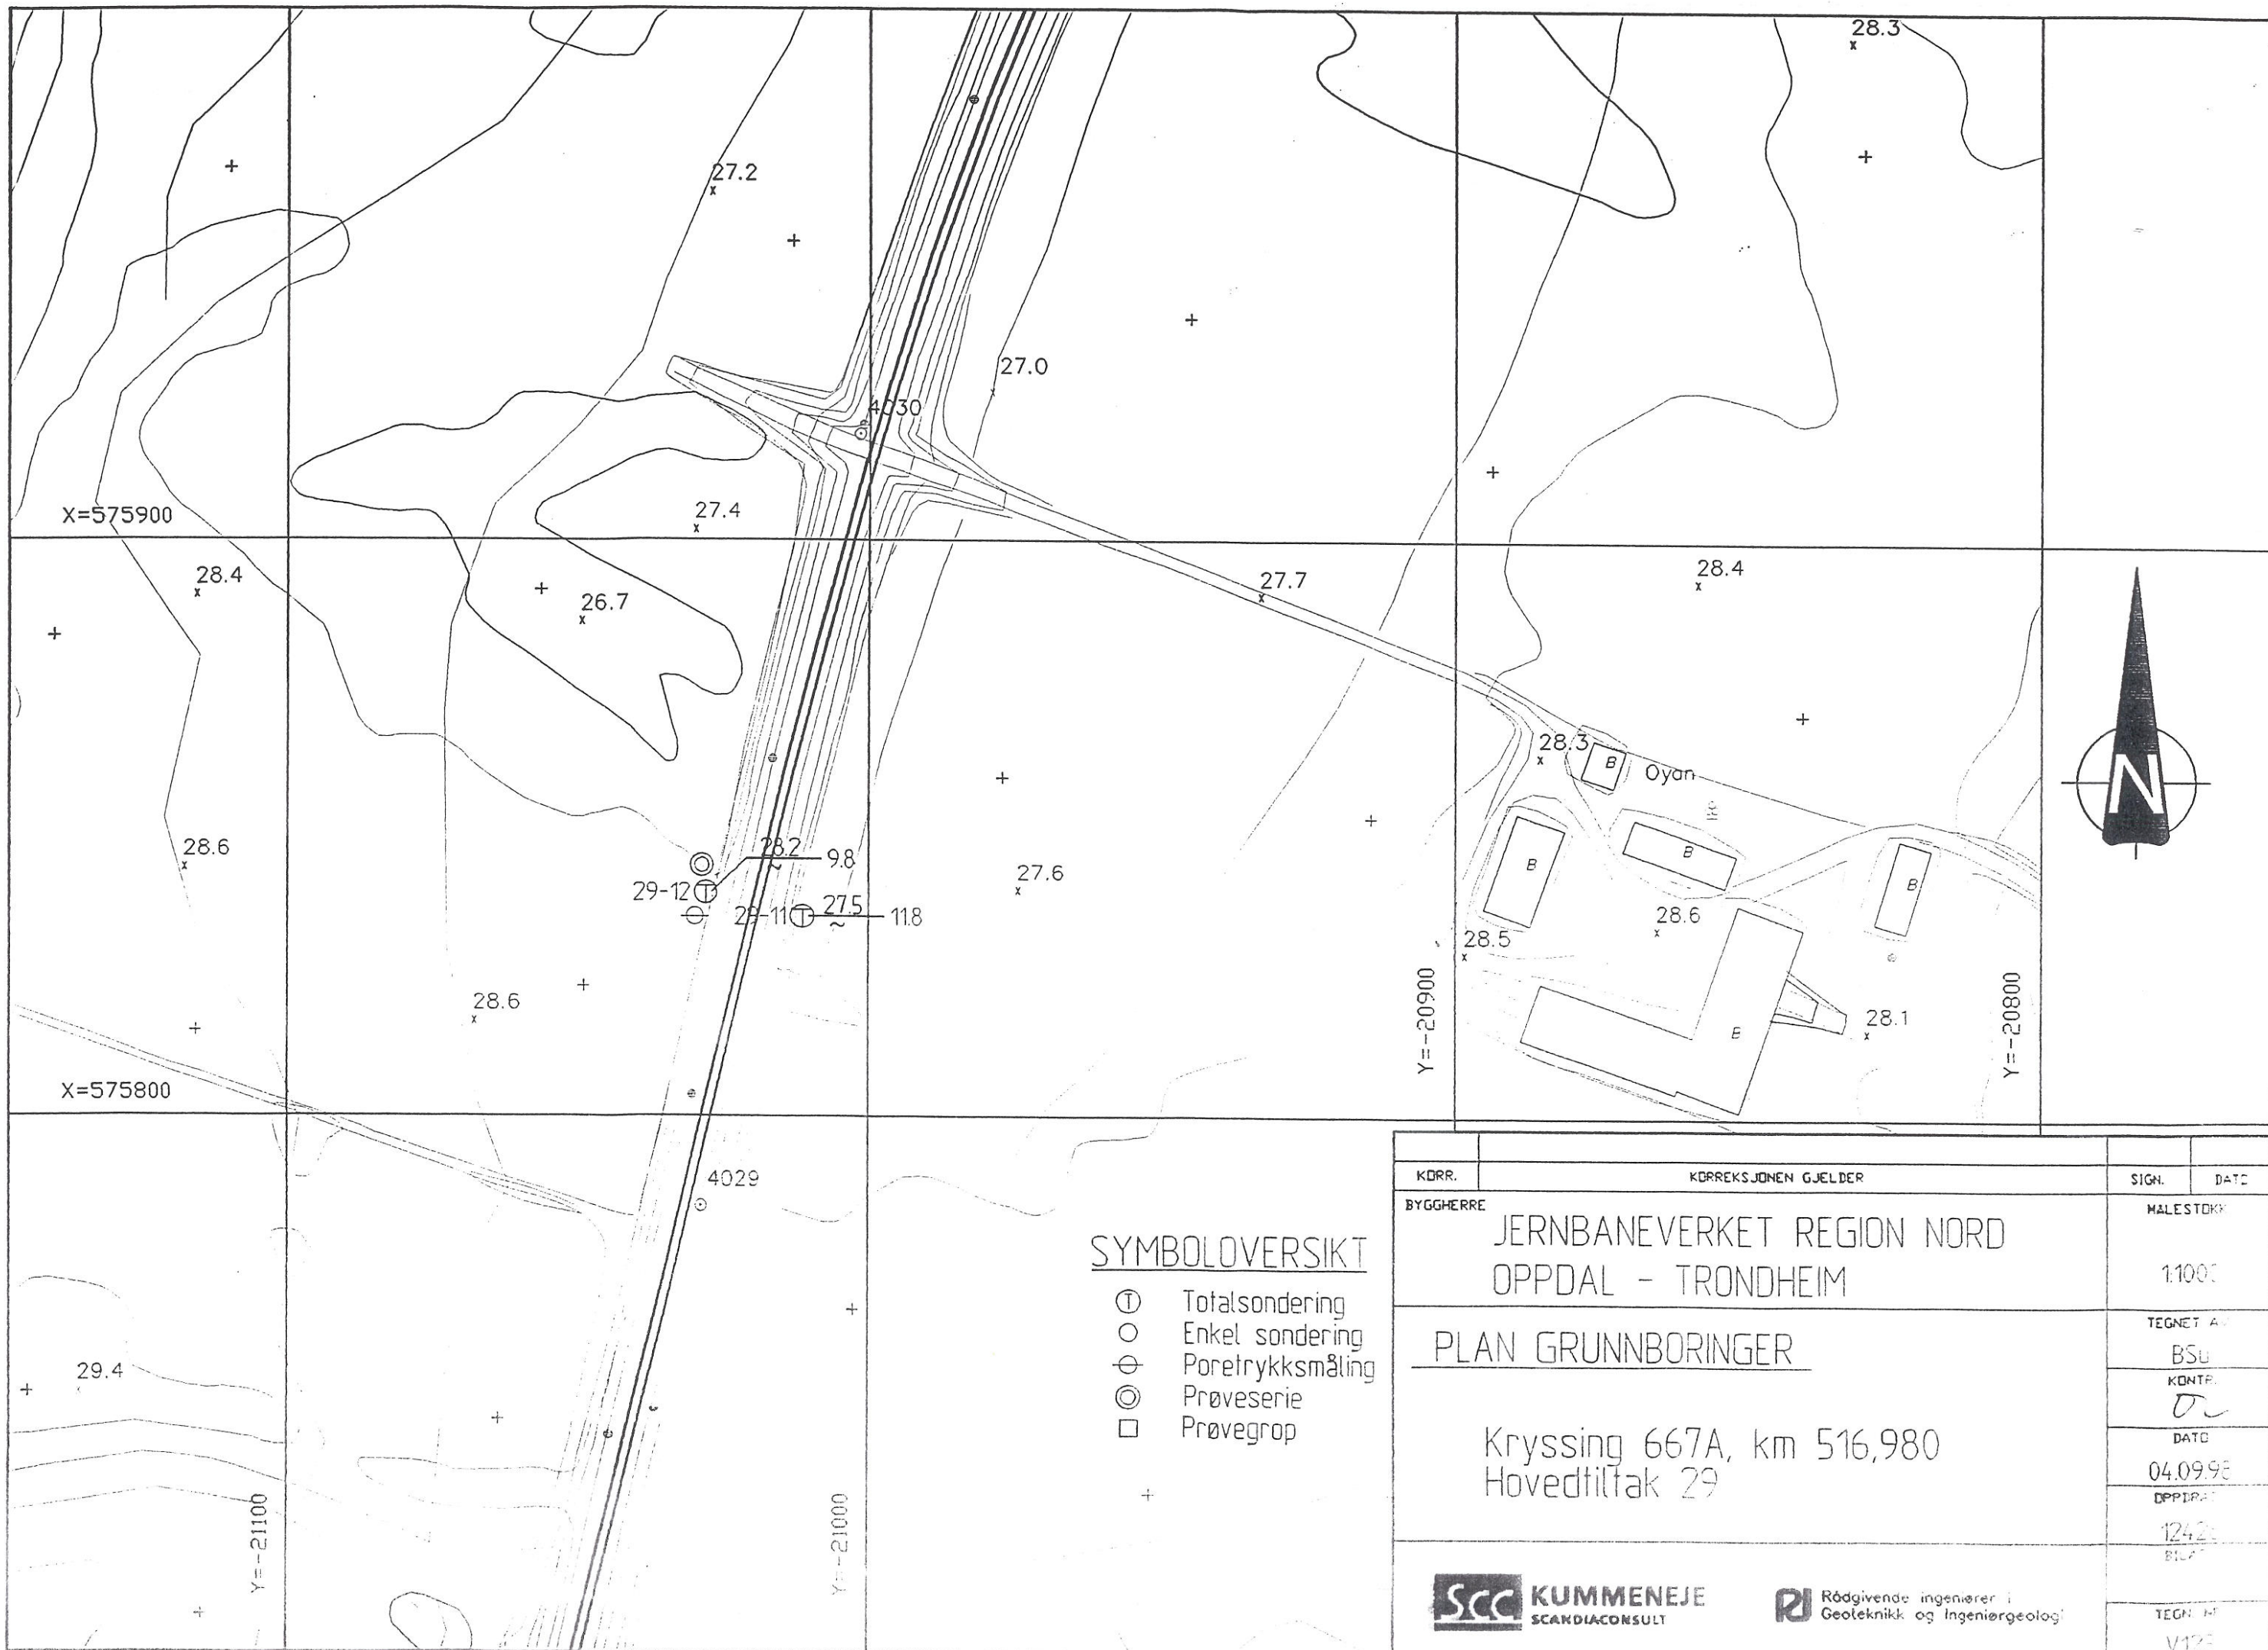 28.3
27.2
27.0
4030
X=575900
27.4
28.4
26.7
27.7
28.4
28.3
B
Oyan
28.6
28.2
9.8
27.6
B
B
B
29-12
29-11
27.5
11.8
28.6
28.5
28.6
28.1
B
N
Y=-20900
Y=-20800
X=575800
4029
29.4
Y=-21100
Y=-21000
SYMBOLOVERSIKT
T Totalsondering
Enkel sondering
Poretrykksmåling
Prøveserie
Prøvegrop
KORR.
KORREKSJONEN GJELDER
SIGN.
BYGGHERRE
JERNBANEVERKET REGION NORD
OPPDAL - TRONDHEIM
PLAN GRUNNBORINGER
TEGNET
KONTR.
Kryssing 667A, km 516,980
Hovedtiltak 29
SCC KUMMENEJE
SCANDIACONSULT
Rådgivende ingeniører i
Geoteknikk og Ingeniørgeologi
TEGN.